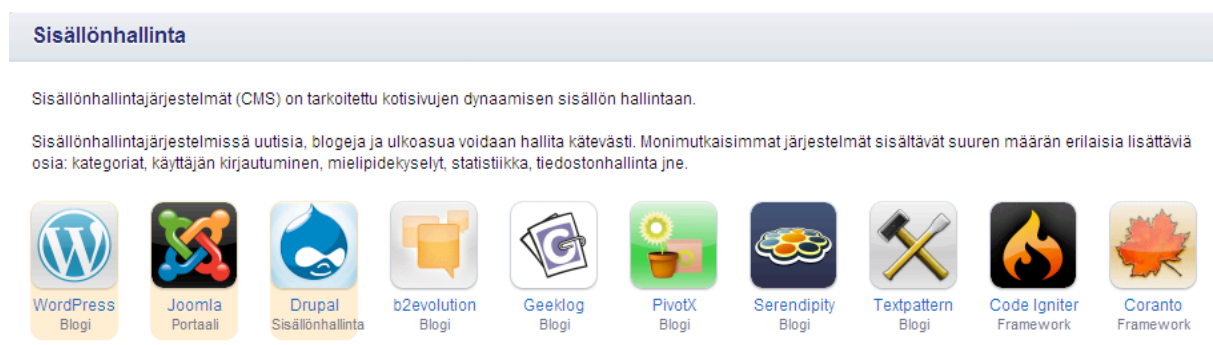 Sisällönhallinta
Sisällönhallintajärjestelmät (CMS) on tarkoitettu kotisivujen dynaamisen sisällön hallintaan.
Sisällönhallintajärjestelmissä uutisia, blogeja ja ulkoasua voidaan hallita kätevästi. Monimutkaisimmat järjestelmät sisältävät suuren määrän erilaisia lisättäviä
osia: kategoriat, käyttäjän kirjautuminen, mielipidekyselyt, statistiikka, tiedostonhallinta jne.
WordPress Joomla Drupal b2evolution Geeklog PivotX Serendipity Textpattern Code Igniter Coranto
Blogi Portaali Sisällönhallinta Blogi Blogi Blogi Blogi Blogi Framework Framework